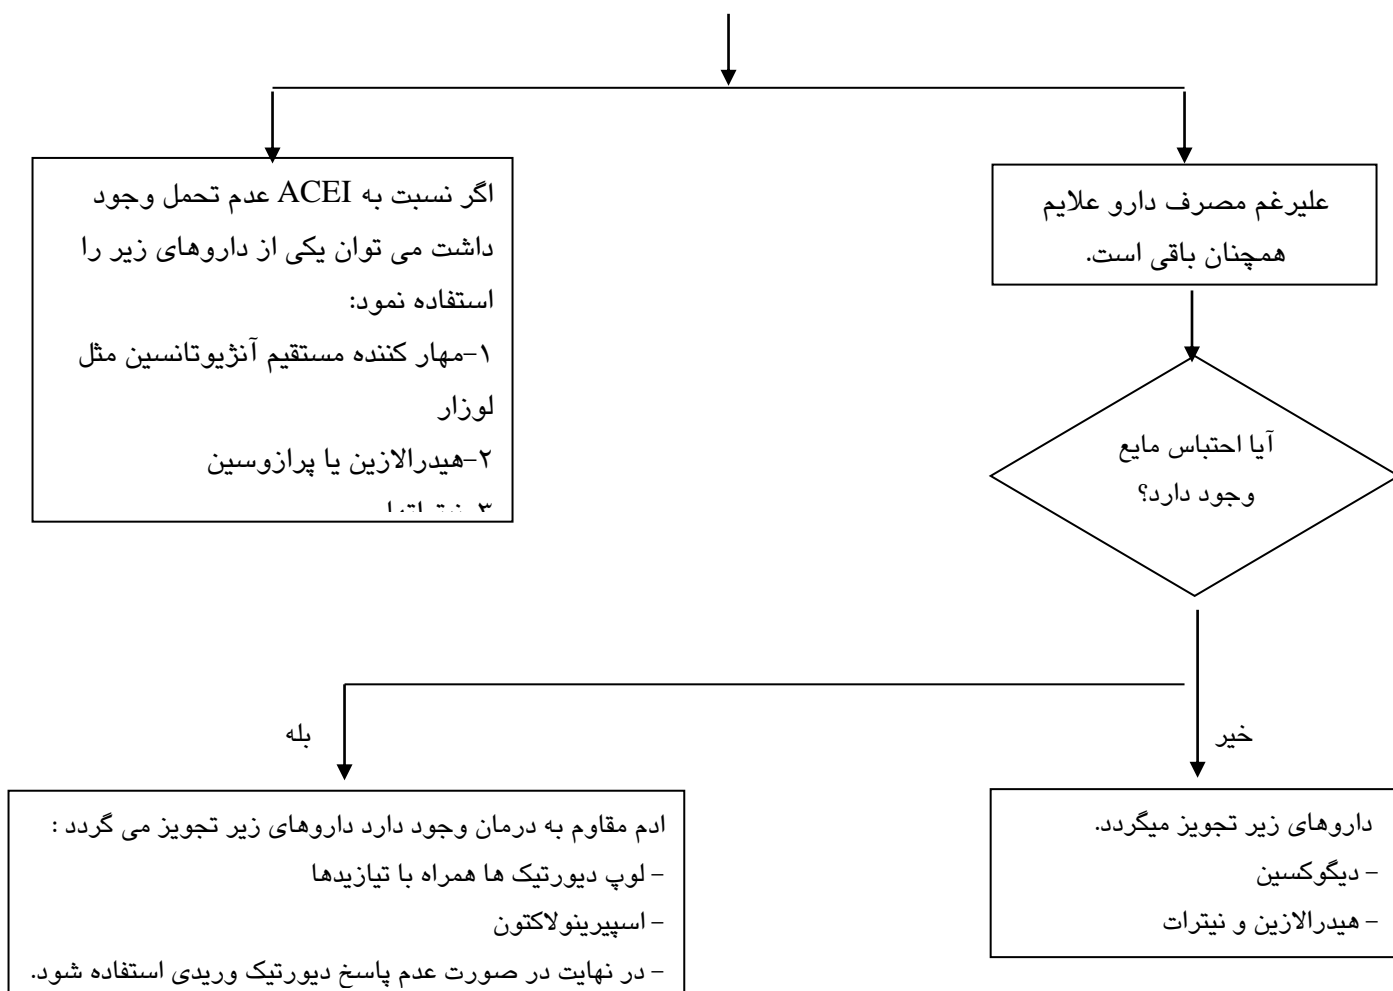 علیرغم مصرف دارو علایم
همچنان باقی است.
اگر نسبت به ACEI عدم تحمل وجود
داشت می توان یکی از داروهای زیر را
استفاده نمود:
۱-مهار کننده مستقیم آنژیوتانسین مثل
لوزار
۲-هیدرالازین یا پرازوسین
آیا احتباس مایع
وجود دارد؟
خیر
بله
داروهای زیر تجویز میگردد.
- دیگوکسین
- هیدرالازین و نیترات
ادم مقاوم به درمان وجود دارد داروهای زیر تجویز می گردد :
- لوپ دیورتیک ها همراه با تیازیدها
- اسپیرینولاکتون
- در نهایت در صورت عدم پاسخ دیورتیک وریدی استفاده شود.